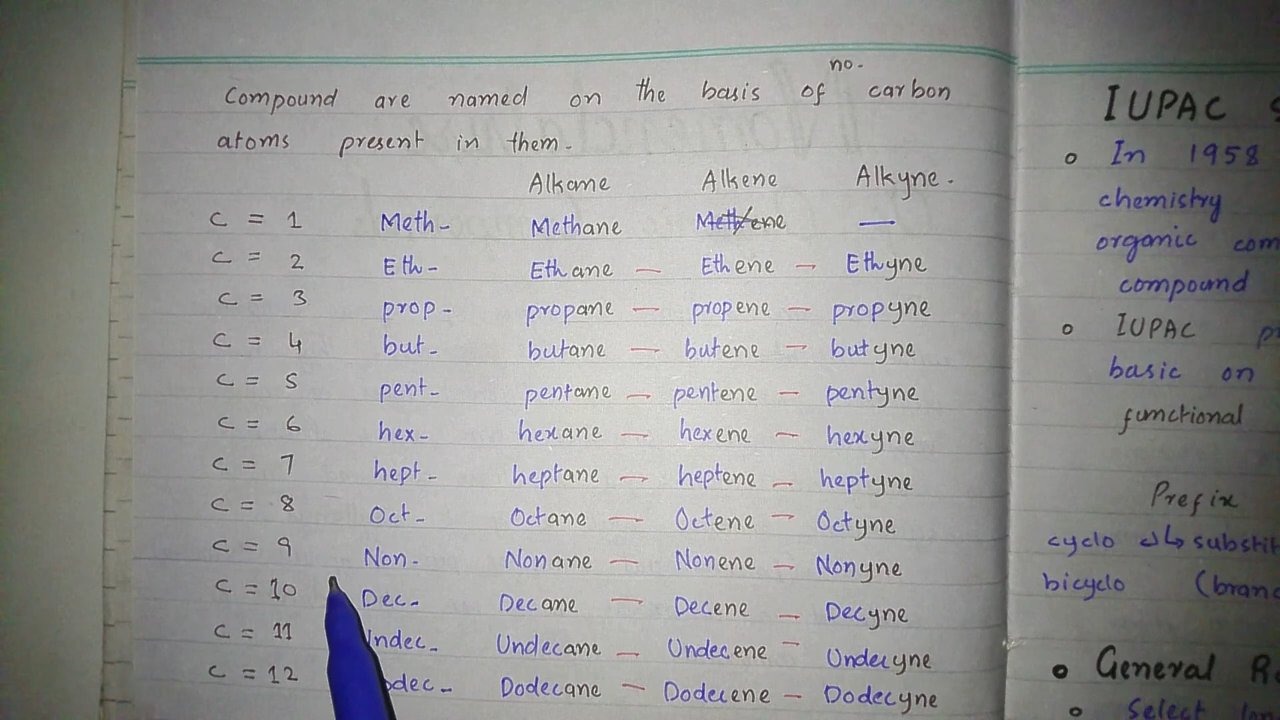 Compound are named on the basis of no. carbon
atoms present in them.
Alkane Alkene Alkyne.
C = 1 Meth- Methane Methene —
C = 2 Eth- Ethane — Ethene — Ethyne
C = 3 prop- propane — propene — propyne
C = 4 but- butane — butene — butyne
C = 5 pent- pentane — pentene — pentyne
C = 6 hex- hexane — hexene — hexyne
C = 7 hept- heptane — heptene — heptyne
C = 8 Oct- Octane — Octene — Octyne
C = 9 Non- Nonane — Nonene — Nonyne
C = 10 Dec- Decane — Decene — Decyne
C = 11 Undec- Undecane — Undecene — Undecyne
C = 12 Dodecane — Dodecene — Dodecyne
IUPAC
o In 1958
chemistry
organic com
compound
o IUPAC
basic on
functional
Prefix
cyclo substit
bicyclo (bran
• General R
o Select